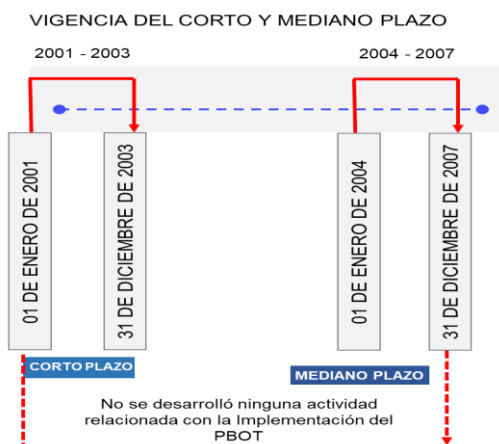 VIGENCIA DEL CORTO Y MEDIANO PLAZO
2001 - 2003
2004 - 2007
01 DE ENERO DE 2001
31 DE DICIEMBRE DE 2003
01 DE ENERO DE 2004
31 DE DICIEMBRE DE 2007
CORTO PLAZO
MEDIANO PLAZO
No se desarrolló ninguna actividad
relacionada con la Implementación del
PBOT